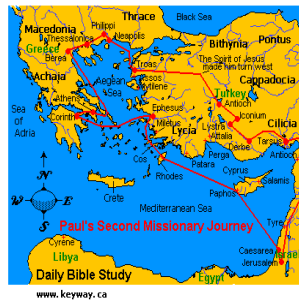 Philippi
Thrace
Black Sea
Macedonia
Thessalonica
Neapolis
Bithynia
Pontus
Greece
Berea
Troas
The Spirit of Jesus
made him turn west
Assos
Mytilene
Cappadocia
Achaia
Aegean
Sea
Turkey
Antioch
Athens
Ephesus
Iconium
Sea
of
Adria
Corinth
Miletus
Lystra
Attalia
Cilicia
Lycia
Derbe
Tarsus
Perga
Antioch
Cos
Patara
Rhodes
Cyprus
Salamis
N
W
E
S
Crete
Paphos
Mediterranean Sea
Paul's Second Missionary Journey
Tyre
Cyrene
Libya
Caesarea
Israel
Jerusalem
Daily Bible Study
Egypt
www.keyway.ca